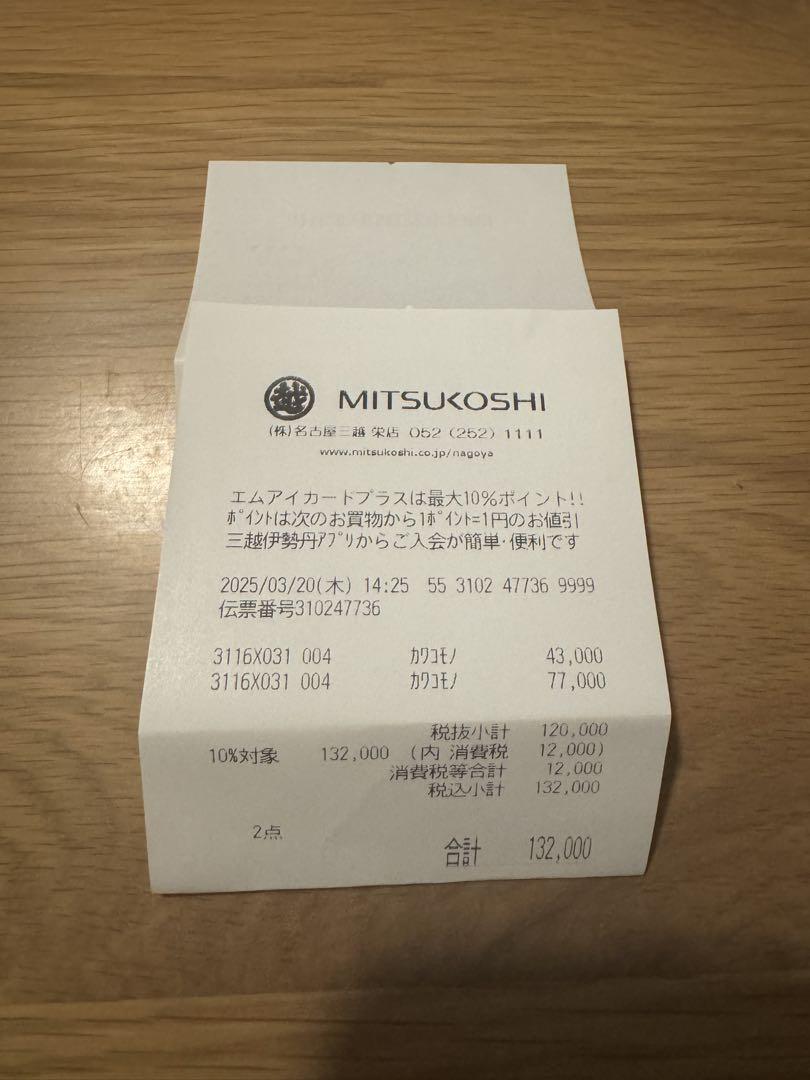 越 MITSUKOSHI
(株)名古屋三越 栄店 052 (252) 1111
www.mitsukoshi.co.jp/nagoya
エムアイカードプラスは最大10%ポイント!!
ﾎﾟｲﾝﾄは次のお買物から1ﾎﾟｲﾝﾄ=1円のお値引
三越伊勢丹ｱﾌﾟﾘからご入会が簡単･便利です
2025/03/20(木) 14:25 55 3102 47736 9999
伝票番号310247736
3116X031 004 ｶﾜｺﾓﾉ 43,000
3116X031 004 ｶﾜｺﾓﾉ 77,000
税抜小計 120,000
10%対象 132,000 (内 消費税 12,000)
消費税等合計 12,000
税込小計 132,000
2点
合計 132,000